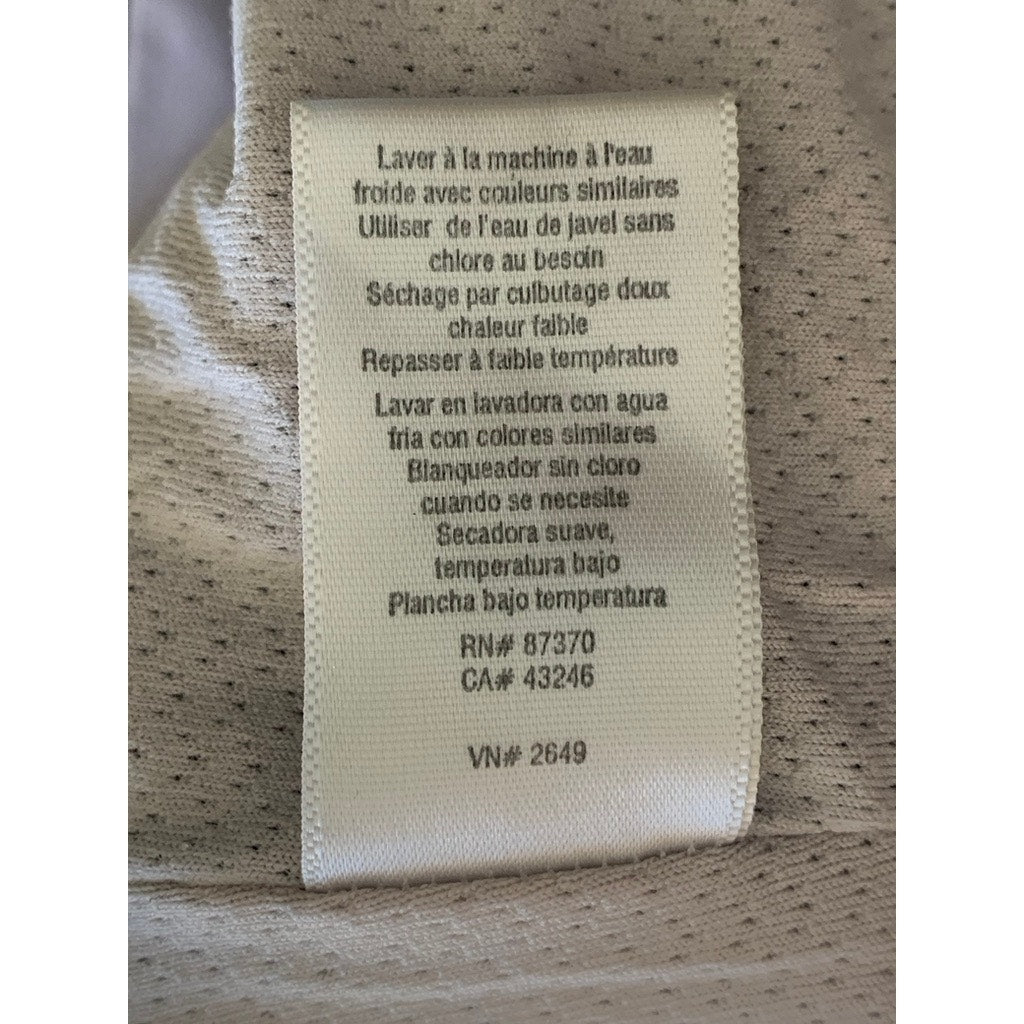 Laver à la machine à l'eau
froide avec couleurs similaires
Utiliser de l'eau de javel sans
chlore au besoin
Séchage par culbutage doux
chaleur faible
Repasser à faible température
Lavar en lavadora con agua
fria con colores similares
Blanqueador sin cloro
cuando se necesite
Secadora suave,
temperatura bajo
Plancha bajo temperatura
RN# 87370
CA# 43246
VN# 2649